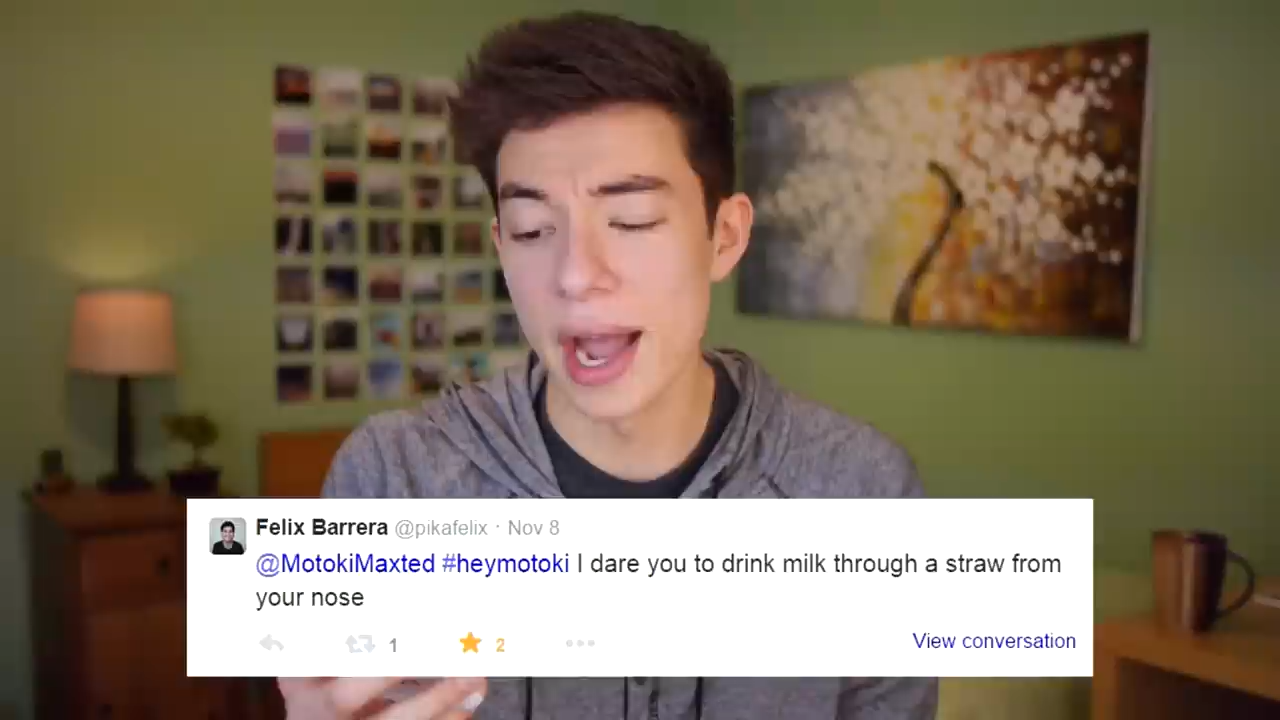 Felix Barrera @pikafelix · Nov 8
@MotokiMaxted #heymotoki I dare you to drink milk through a straw from
your nose
1 2 View conversation